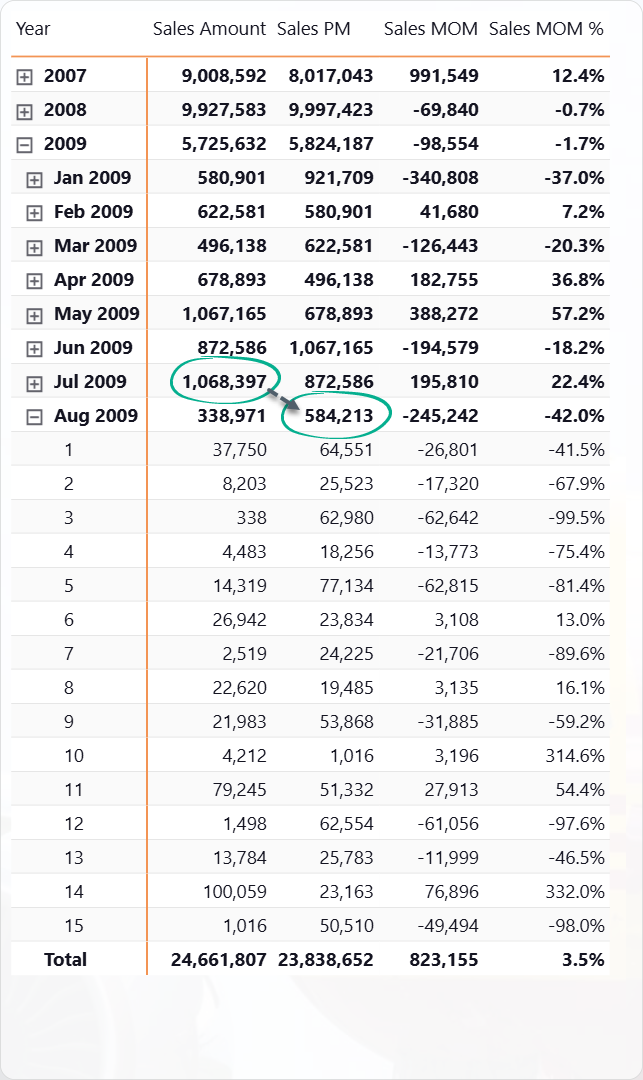 Year Sales Amount Sales PM Sales MOM Sales MOM %
2007 9,008,592 8,017,043 991,549 12.4%
2008 9,927,583 9,997,423 -69,840 -0.7%
2009 5,725,632 5,824,187 -98,554 -1.7%
Jan 2009 580,901 921,709 -340,808 -37.0%
Feb 2009 622,581 580,901 41,680 7.2%
Mar 2009 496,138 622,581 -126,443 -20.3%
Apr 2009 678,893 496,138 182,755 36.8%
May 2009 1,067,165 678,893 388,272 57.2%
Jun 2009 872,586 1,067,165 -194,579 -18.2%
Jul 2009 1,068,397 872,586 195,810 22.4%
Aug 2009 338,971 584,213 -245,242 -42.0%
1 37,750 64,551 -26,801 -41.5%
2 8,203 25,523 -17,320 -67.9%
3 338 62,980 -62,642 -99.5%
4 4,483 18,256 -13,773 -75.4%
5 14,319 77,134 -62,815 -81.4%
6 26,942 23,834 3,108 13.0%
7 2,519 24,225 -21,706 -89.6%
8 22,620 19,485 3,135 16.1%
9 21,983 53,868 -31,885 -59.2%
10 4,212 1,016 3,196 314.6%
11 79,245 51,332 27,913 54.4%
12 1,498 62,554 -61,056 -97.6%
13 13,784 25,783 -11,999 -46.5%
14 100,059 23,163 76,896 332.0%
15 1,016 50,510 -49,494 -98.0%
Total 24,661,807 23,838,652 823,155 3.5%